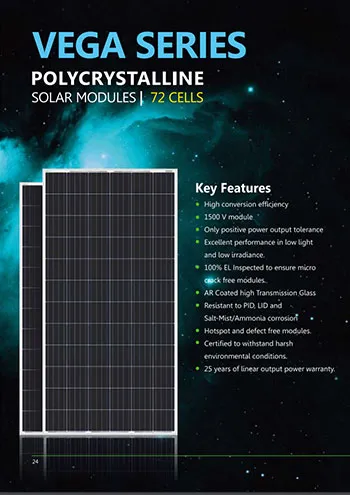 VEGA SERIES
POLYCRYSTALLINE
SOLAR MODULES | 72 CELLS
Key Features
• High conversion efficiency
• 1500 V module
• Only positive power output tolerance
• Excellent performance in low light
and low irradiance.
• 100% EL Inspected to ensure micro
crack free modules.
• AR Coated high Transmission Glass
• Resistant to PID, LID and
Salt-Mist/Ammonia corrosion
• Hotspot and defect free modules.
• Certified to withstand harsh
environmental conditions.
• 25 years of linear output power warranty.
24